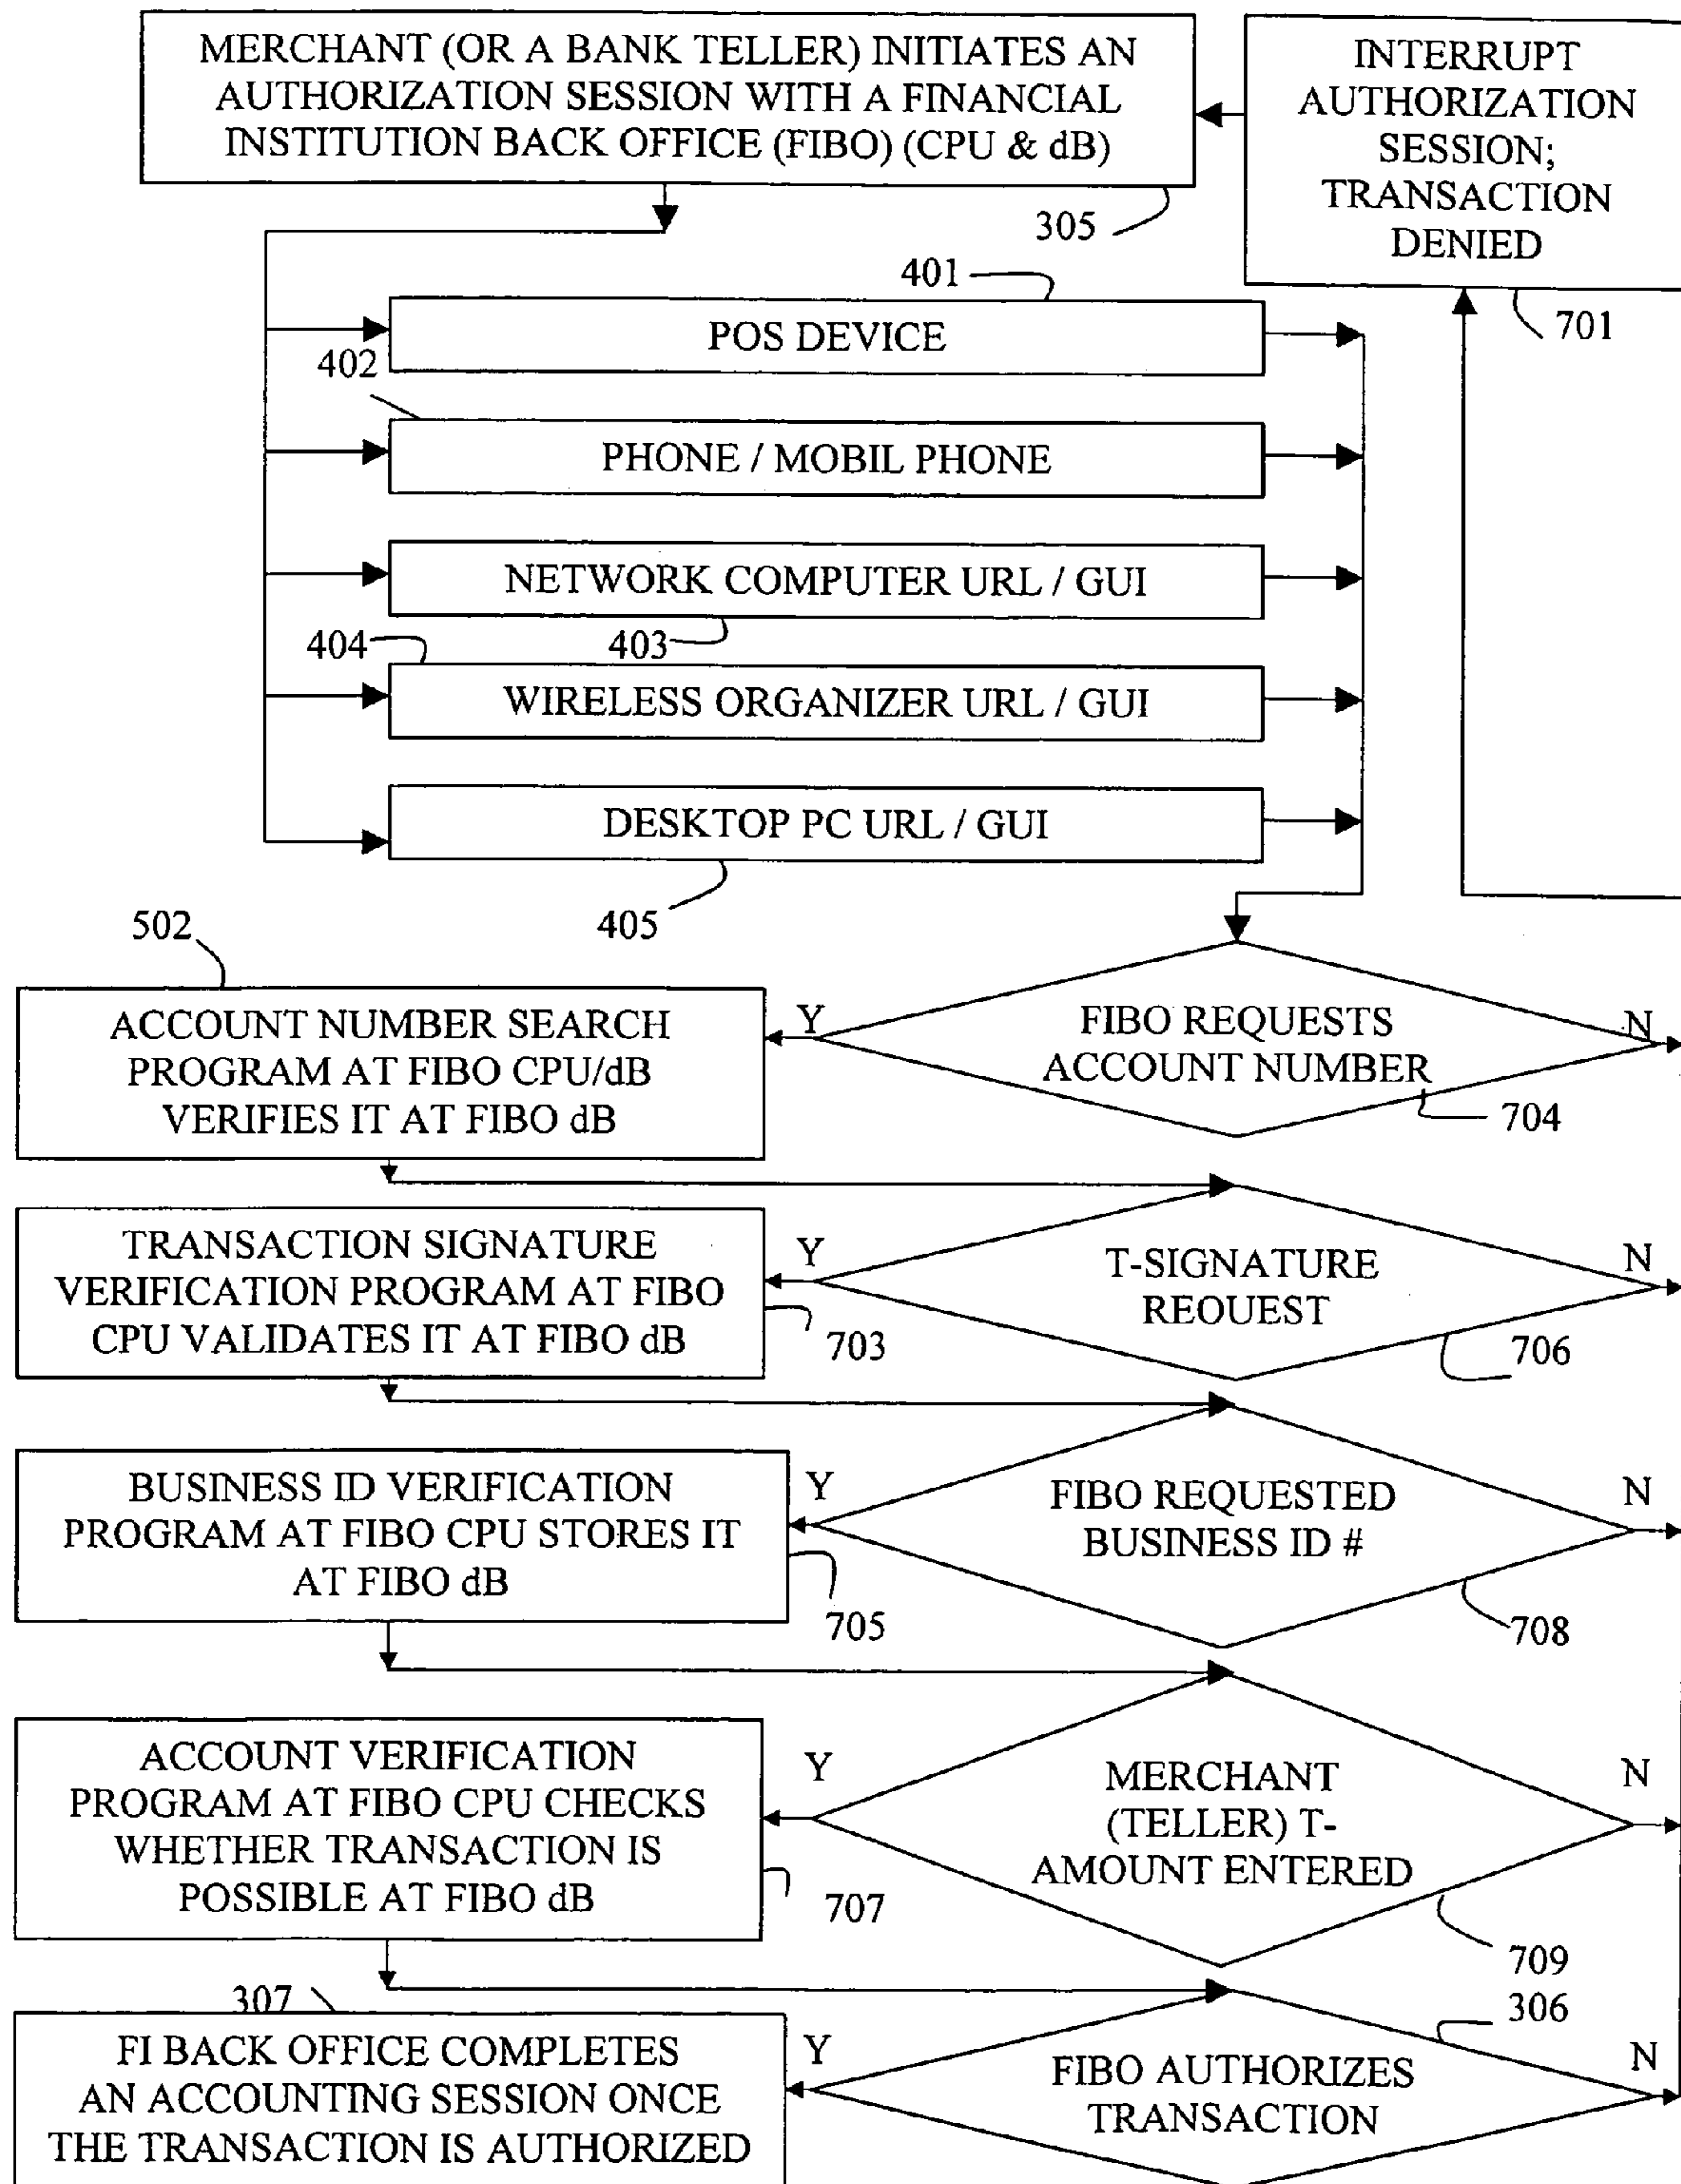 MERCHANT (OR A BANK TELLER) INITIATES AN
AUTHORIZATION SESSION WITH A FINANCIAL
INSTITUTION BACK OFFICE (FIBO) (CPU & dB)
305
INTERRUPT
AUTHORIZATION
SESSION;
TRANSACTION
DENIED
701
401
POS DEVICE
402
PHONE / MOBIL PHONE
NETWORK COMPUTER URL / GUI
403
404
WIRELESS ORGANIZER URL / GUI
DESKTOP PC URL / GUI
405
502
ACCOUNT NUMBER SEARCH
PROGRAM AT FIBO CPU/dB
VERIFIES IT AT FIBO dB
Y
FIBO REQUESTS
ACCOUNT NUMBER
N
704
TRANSACTION SIGNATURE
VERIFICATION PROGRAM AT FIBO
CPU VALIDATES IT AT FIBO dB
703
Y
T-SIGNATURE
REOUEST
N
706
BUSINESS ID VERIFICATION
PROGRAM AT FIBO CPU STORES IT
AT FIBO dB
705
Y
FIBO REQUESTED
BUSINESS ID #
N
708
ACCOUNT VERIFICATION
PROGRAM AT FIBO CPU CHECKS
WHETHER TRANSACTION IS
POSSIBLE AT FIBO dB
707
Y
MERCHANT
(TELLER) T-
AMOUNT ENTERED
N
709
307
FI BACK OFFICE COMPLETES
AN ACCOUNTING SESSION ONCE
THE TRANSACTION IS AUTHORIZED
Y
306
FIBO AUTHORIZES
TRANSACTION
N